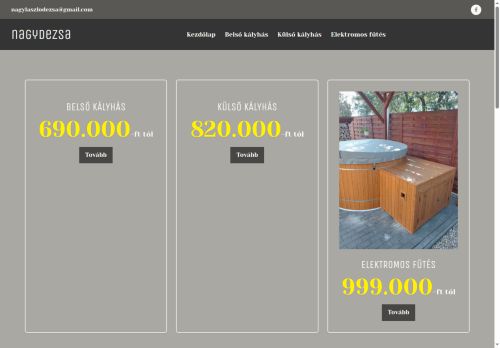 nagylaszlodezsa@gmail.com
nagydezsa
Kezdőlap Belső kályhás Külső kályhás Elektromos fűtés
BELSŐ KÁLYHÁS
690.000-ft tól
Tovább
KÜLSŐ KÁLYHÁS
820.000-ft tól
Tovább
ELEKTROMOS FŰTÉS
999.000-ft tól
Tovább